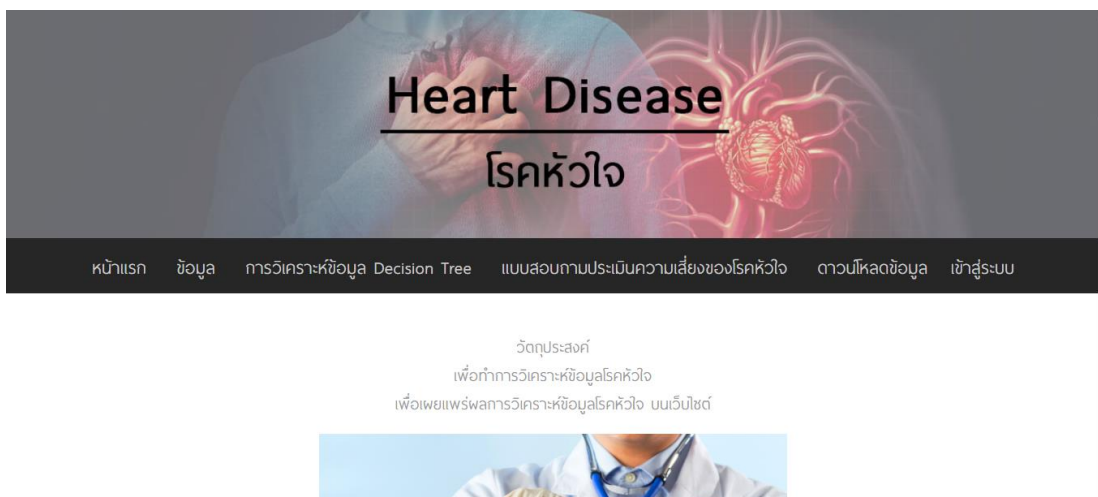 Heart Disease
โรคหัวใจ
หน้าแรก ข้อมูล การวิเคราะห์ข้อมูล Decision Tree แบบสอบถามประเมินความเสี่ยงของโรคหัวใจ ดาวน์โหลดข้อมูล เข้าสู่ระบบ
วัตถุประสงค์
เพื่อทำการวิเคราะห์ข้อมูลโรคหัวใจ
เพื่อเผยแพร่ผลการวิเคราะห์ข้อมูลโรคหัวใจ บนเว็บไซต์